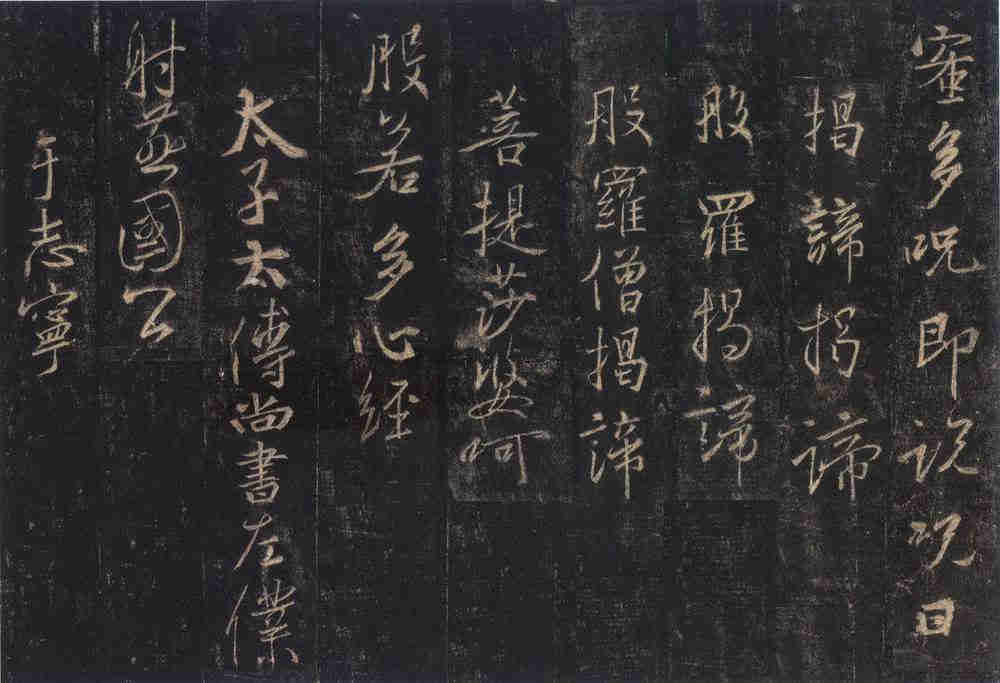 蜜多呪即說呪曰
揭諦揭諦
般羅揭諦
般羅僧揭諦
菩提莎婆呵
般若多心經
太子太傅尚書左僕
射燕國公
于志寧